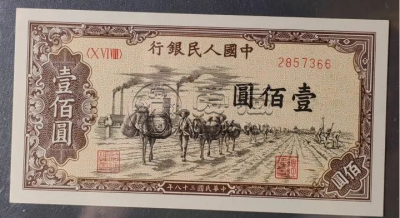 行銀民人國中
〈XVIⅢ〉
2857366
壹佰圓
圓佰壹
佰圓
年八十三國民華中